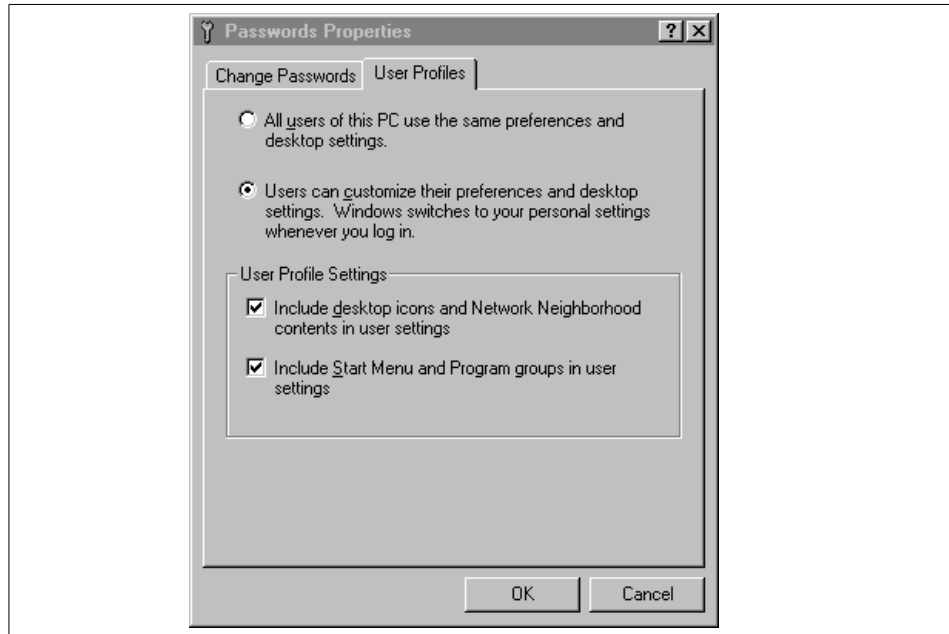 Passwords Properties
Change Passwords
User Profiles
All users of this PC use the same preferences and
desktop settings.
Users can customize their preferences and desktop
settings. Windows switches to your personal settings
whenever you log in.
User Profile Settings
Include desktop icons and Network Neighborhood
contents in user settings
Include Start Menu and Program groups in user
settings
OK
Cancel